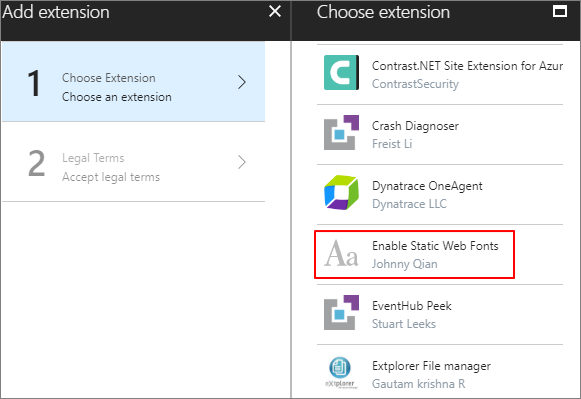 Add extension
Choose extension
1
Choose Extension
Choose an extension
2
Legal Terms
Accept legal terms
Contrast.NET Site Extension for Azur
ContrastSecurity
Crash Diagnoser
Freist Li
Dynatrace OneAgent
Dynatrace LLC
Aa
Enable Static Web Fonts
Johnny Qian
EventHub Peek
Stuart Leeks
eXtplorer
Extplorer File manager
Gautam krishna R